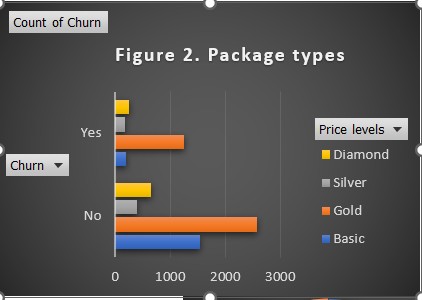 Count of Churn
Figure 2. Package types
Yes
No
Churn
Price levels
Diamond
Silver
Gold
Basic
0 1000 2000 3000